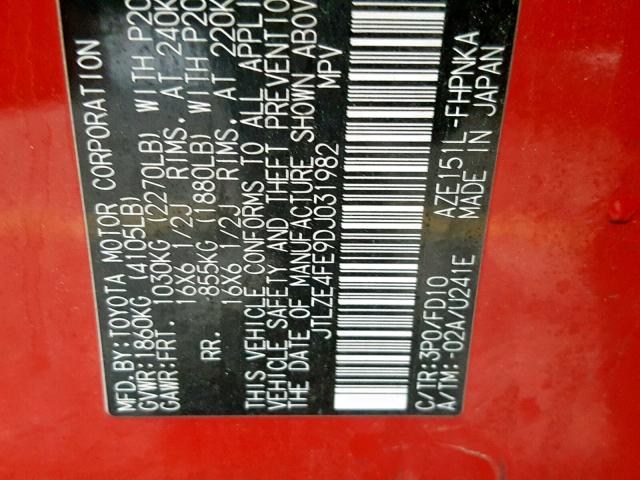 MFD.BY:TOYOTA MOTOR CORPORATION
GVWR:1860KG (4105LB)
GAWR:FRT. 1030KG (2270LB) WITH P20
16X6 1/2J RIMS. AT 240K
RR. 855KG (1880LB) WITH P20
16X6 1/2J RIMS. AT 220K
THIS VEHICLE CONFORMS TO ALL APPLI
VEHICLE SAFETY AND THEFT PREVENTION
THE DATE OF MANUFACTURE SHOWN ABOV
JTLZE4FE9DJ031982 MPV
C/TR:3P0/FD10 AZE151L-FHPNKA
A/TM:-02A/U241E MADE IN JAPAN